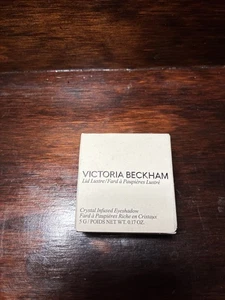 VICTORIA BECKHAM
Lid Lustre/Fard à Paupières Lustré
Crystal Infused Eyeshadow
Fard à Paupières Riche en Cristaux
5 G / POIDS NET WT. 0.17 OZ.